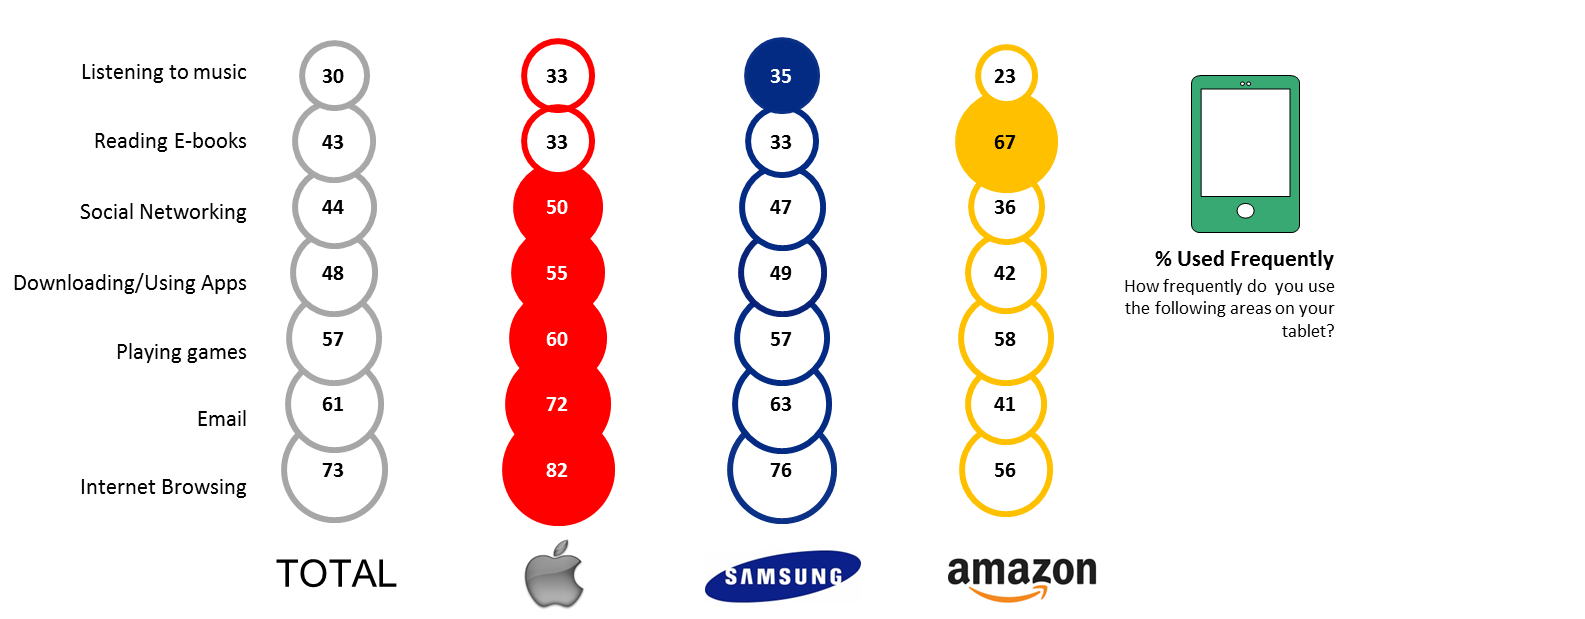 Listening to music 30 33 35 23
Reading E-books 43 33 33 67
Social Networking 44 50 47 36
Downloading/Using Apps 48 55 49 42
Playing games 57 60 57 58
Email 61 72 63 41
Internet Browsing 73 82 76 56
TOTAL SAMSUNG amazon
% Used Frequently
How frequently do you use
the following areas on your
tablet?